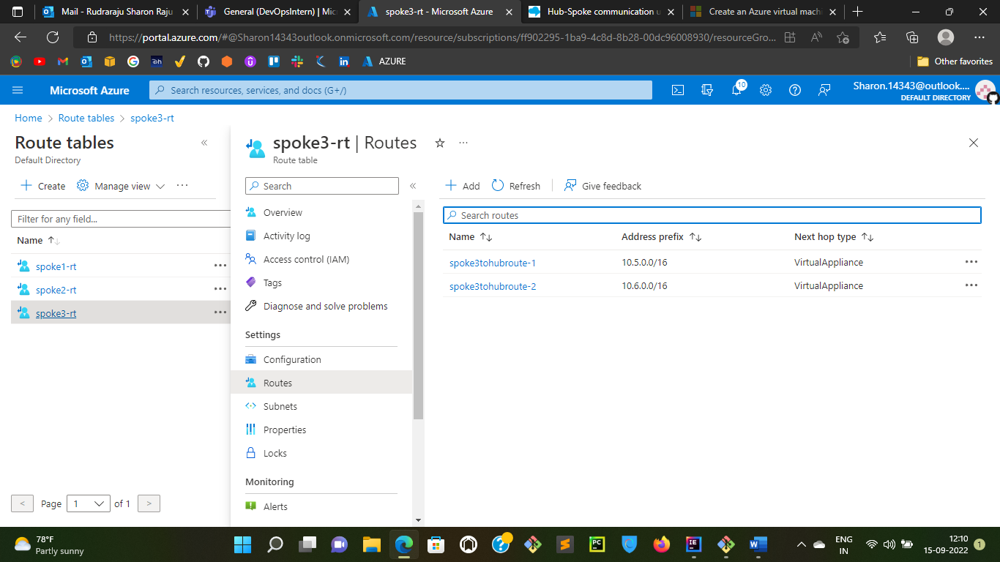 Mail - Rudraraju Sharon Raju
General (DevOpsIntern) | Mic
spoke3-rt - Microsoft Azure
Hub-Spoke communication u
Create an Azure virtual machi
https://portal.azure.com/#@Sharon14343outlook.onmicrosoft.com/resource/subscriptions/ff902295-1ba9-4c8d-8b28-00dc96008930/resourceGro...
AZURE
Other favorites
Microsoft Azure
Search resources, services, and docs (G+/)
10
Sharon.14343@outlook....
DEFAULT DIRECTORY
Home > Route tables > spoke3-rt
Route tables
Default Directory
Create
Manage view
Filter for any field...
Name
spoke1-rt
spoke2-rt
spoke3-rt
< Page 1 of 1 >
spoke3-rt | Routes
Route table
Search
Overview
Activity log
Access control (IAM)
Tags
Diagnose and solve problems
Settings
Configuration
Routes
Subnets
Properties
Locks
Monitoring
Alerts
Add
Refresh
Give feedback
Search routes
Name Address prefix Next hop type
spoke3tohubroute-1 10.5.0.0/16 VirtualAppliance
spoke3tohubroute-2 10.6.0.0/16 VirtualAppliance
78°F
Partly sunny
ENG
IN
12:10
15-09-2022
1